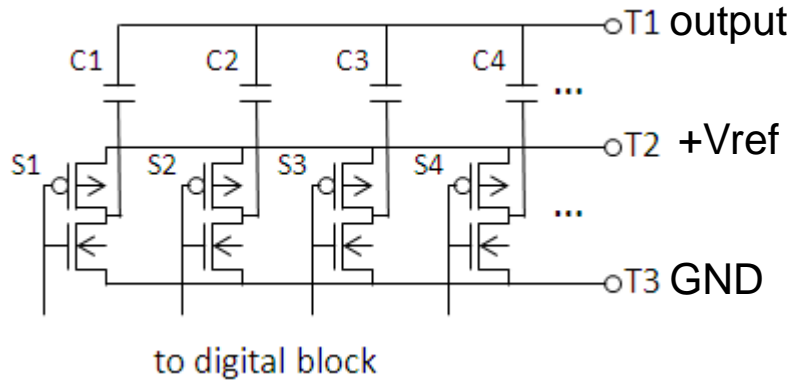 T1 output
C1 C2 C3 C4
...
T2 +Vref
S1 S2 S3 S4
...
T3 GND
to digital block